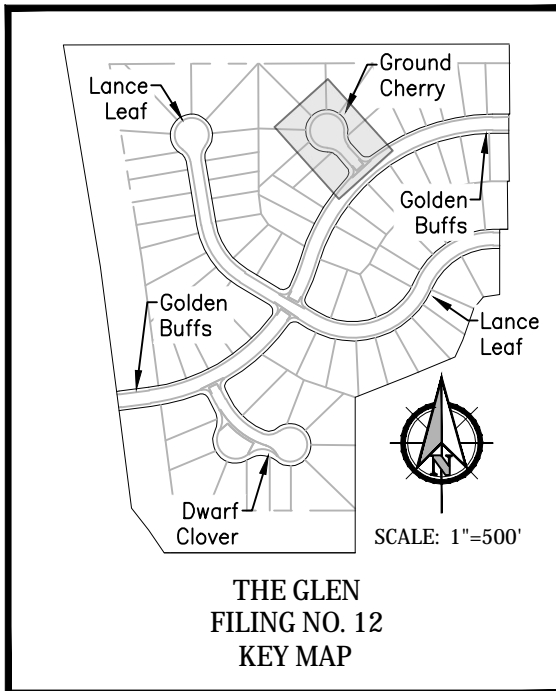 Ground
Cherry
Lance
Leaf
Golden
Buffs
Golden
Buffs
Lance
Leaf
Dwarf
Clover
N
SCALE: 1"=500'
THE GLEN
FILING NO. 12
KEY MAP